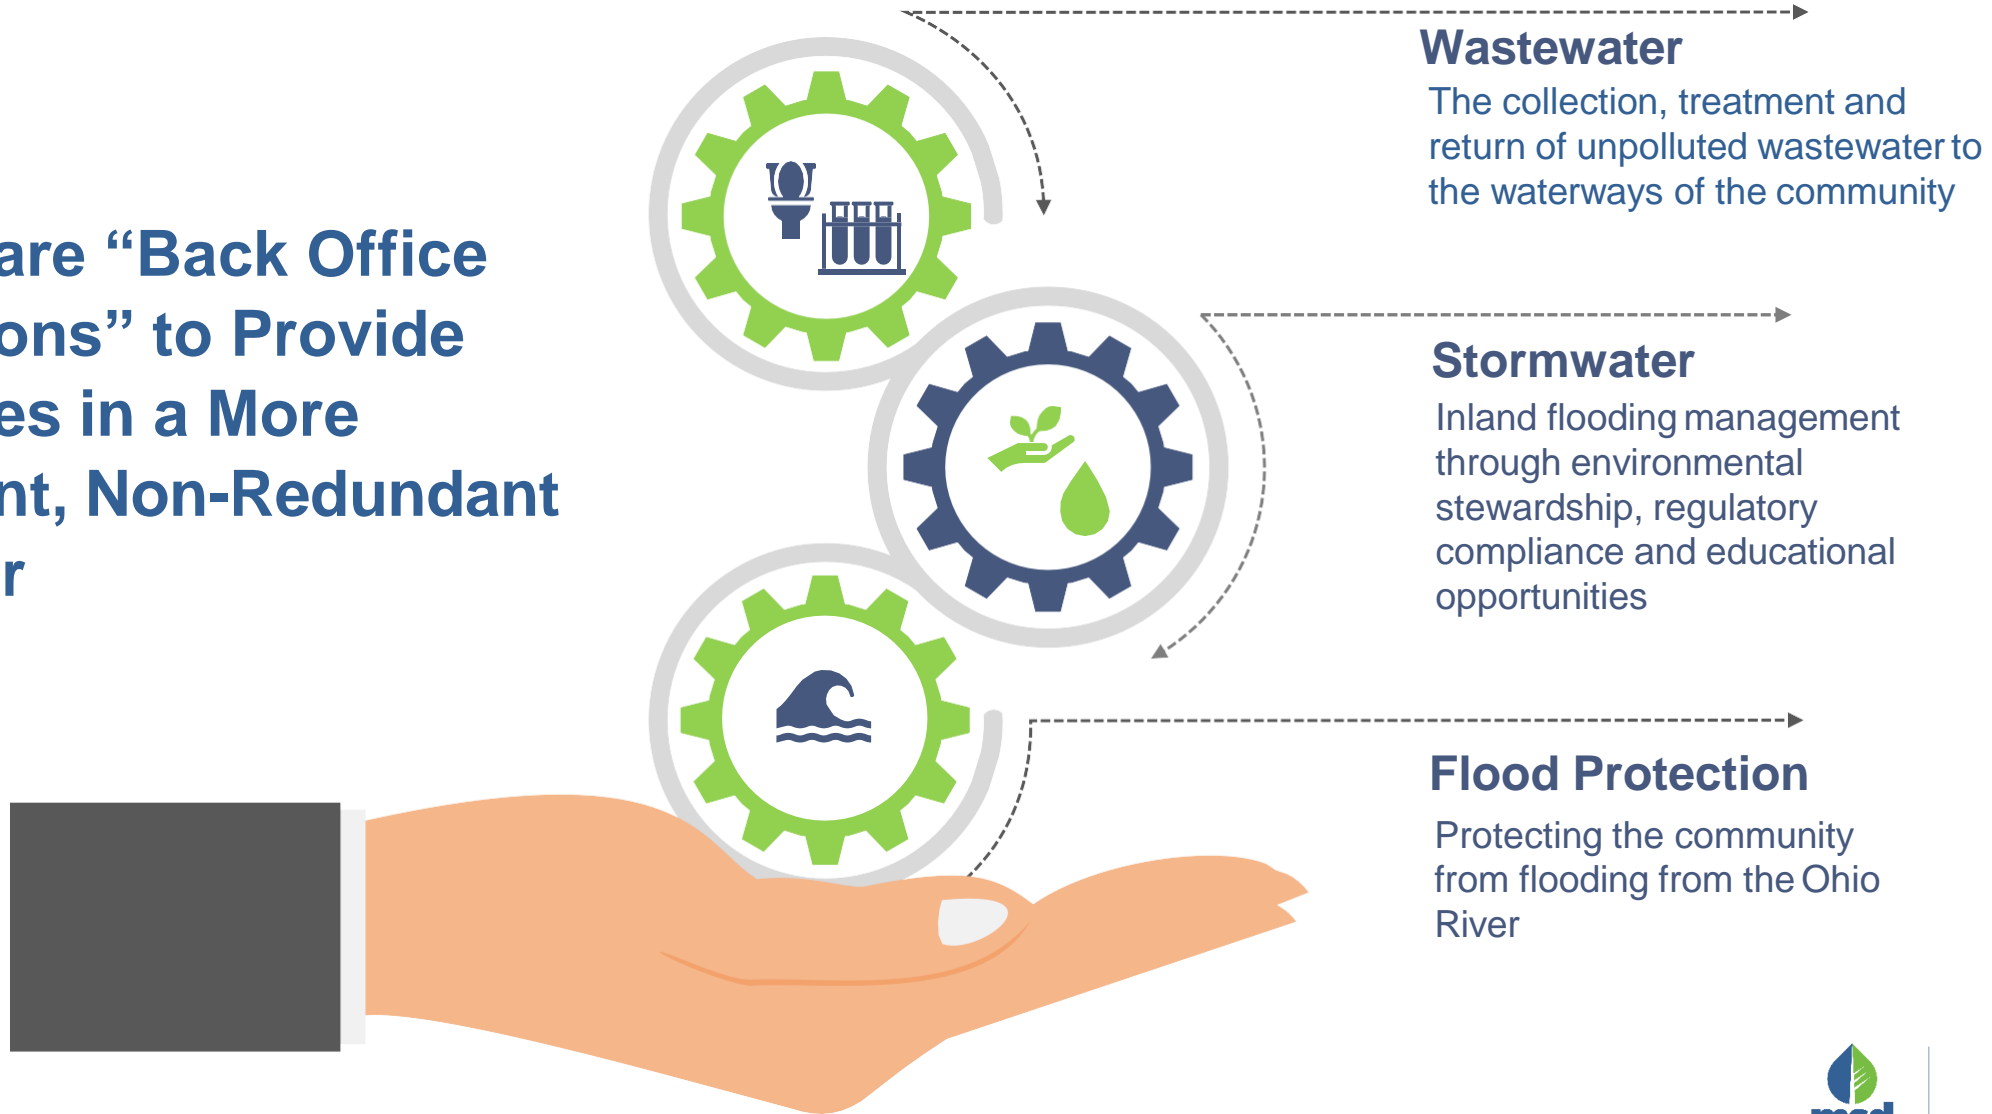 are “Back Office
ons” to Provide
es in a More
nt, Non-Redundant
r
Wastewater
The collection, treatment and
return of unpolluted wastewater to
the waterways of the community
Stormwater
Inland flooding management
through environmental
stewardship, regulatory
compliance and educational
opportunities
Flood Protection
Protecting the community
from flooding from the Ohio
River
msd